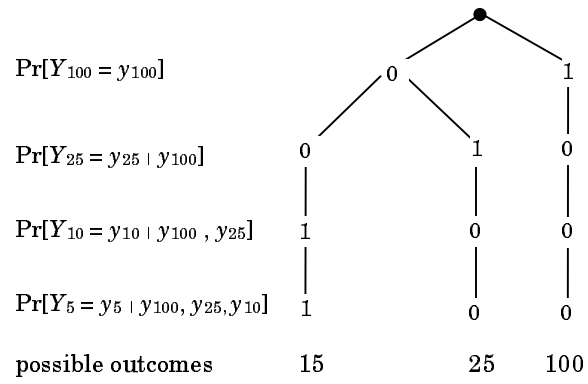 Pr[Y100 = y100] 0 1
Pr[Y25 = y25 | y100] 0 1 0
Pr[Y10 = y10 | y100 , y25] 1 0 0
Pr[Y5 = y5 | y100, y25, y10] 1 0 0
possible outcomes 15 25 100